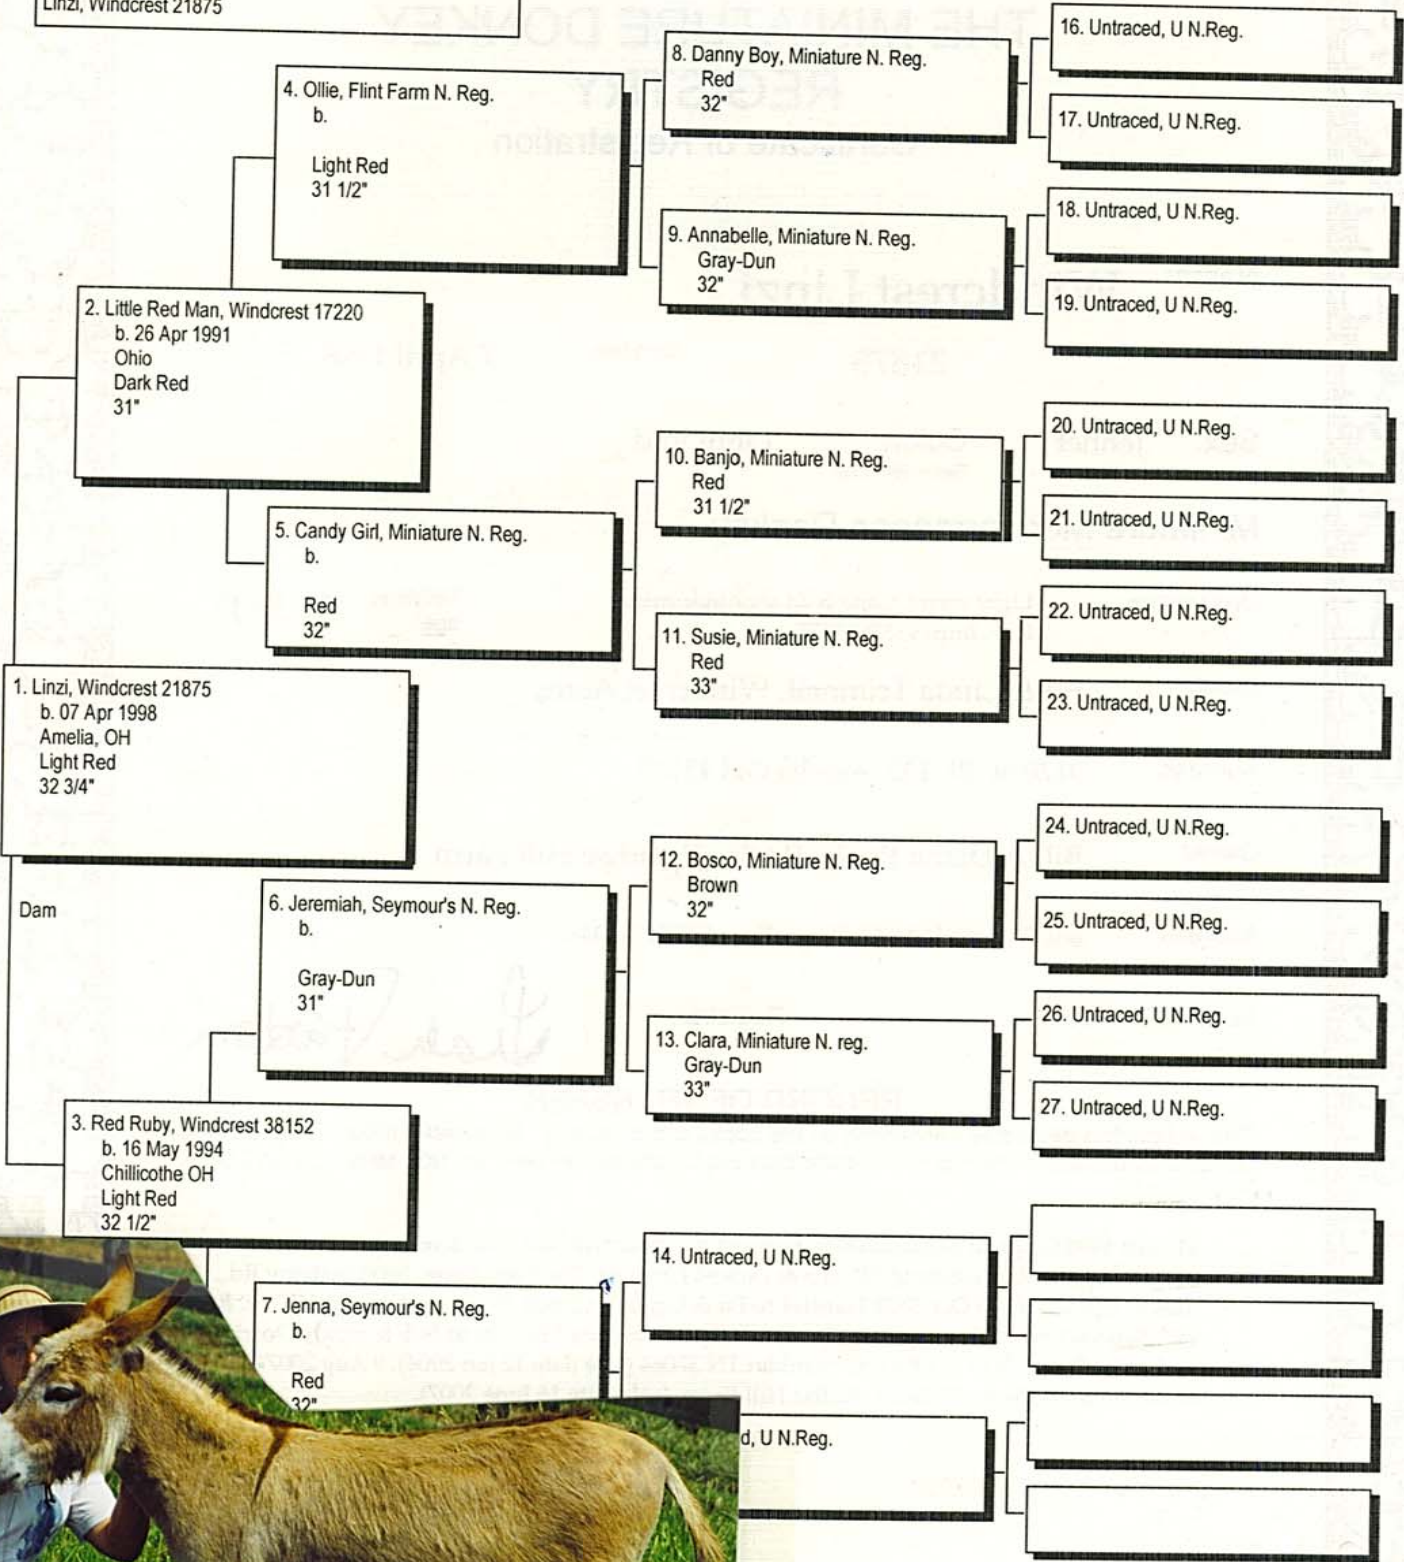 Linzi, Windcrest 21875
1. Linzi, Windcrest 21875
b. 07 Apr 1998
Amelia, OH
Light Red
32 3/4"
Dam
2. Little Red Man, Windcrest 17220
b. 26 Apr 1991
Ohio
Dark Red
31"
3. Red Ruby, Windcrest 38152
b. 16 May 1994
Chillicothe OH
Light Red
32 1/2"
4. Ollie, Flint Farm N. Reg.
b.
Light Red
31 1/2"
5. Candy Girl, Miniature N. Reg.
b.
Red
32"
6. Jeremiah, Seymour's N. Reg.
b.
Gray-Dun
31"
7. Jenna, Seymour's N. Reg.
b.
Red
32"
8. Danny Boy, Miniature N. Reg.
Red
32"
9. Annabelle, Miniature N. Reg.
Gray-Dun
32"
10. Banjo, Miniature N. Reg.
Red
31 1/2"
11. Susie, Miniature N. Reg.
Red
33"
12. Bosco, Miniature N. Reg.
Brown
32"
13. Clara, Miniature N. reg.
Gray-Dun
33"
14. Untraced, U N.Reg.
d, U N.Reg.
16. Untraced, U N.Reg.
17. Untraced, U N.Reg.
18. Untraced, U N.Reg.
19. Untraced, U N.Reg.
20. Untraced, U N.Reg.
21. Untraced, U N.Reg.
22. Untraced, U N.Reg.
23. Untraced, U N.Reg.
24. Untraced, U N.Reg.
25. Untraced, U N.Reg.
26. Untraced, U N.Reg.
27. Untraced, U N.Reg.